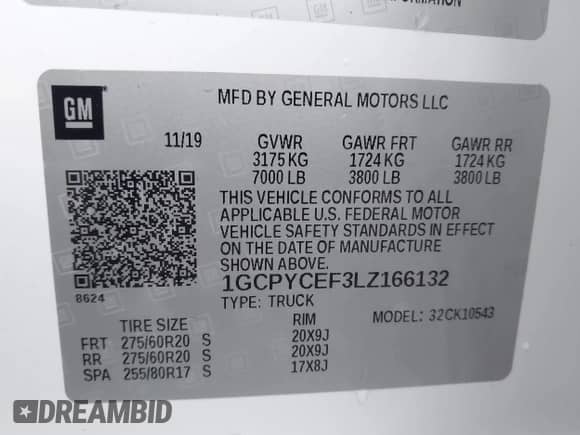 GM
MFD BY GENERAL MOTORS LLC
11/19 GVWR GAWR FRT GAWR RR
3175 KG 1724 KG 1724 KG
7000 LB 3800 LB 3800 LB
THIS VEHICLE CONFORMS TO ALL
APPLICABLE U.S. FEDERAL MOTOR
VEHICLE SAFETY STANDARDS IN EFFECT
ON THE DATE OF MANUFACTURE
SHOWN ABOVE.
8624 1GCPYCEF3LZ166132
TYPE: TRUCK MODEL: 32CK10543
TIRE SIZE RIM
FRT 275/60R20 S 20X9J
RR 275/60R20 S 20X9J
SPA 255/80R17 S 17X8J
DREAMBID